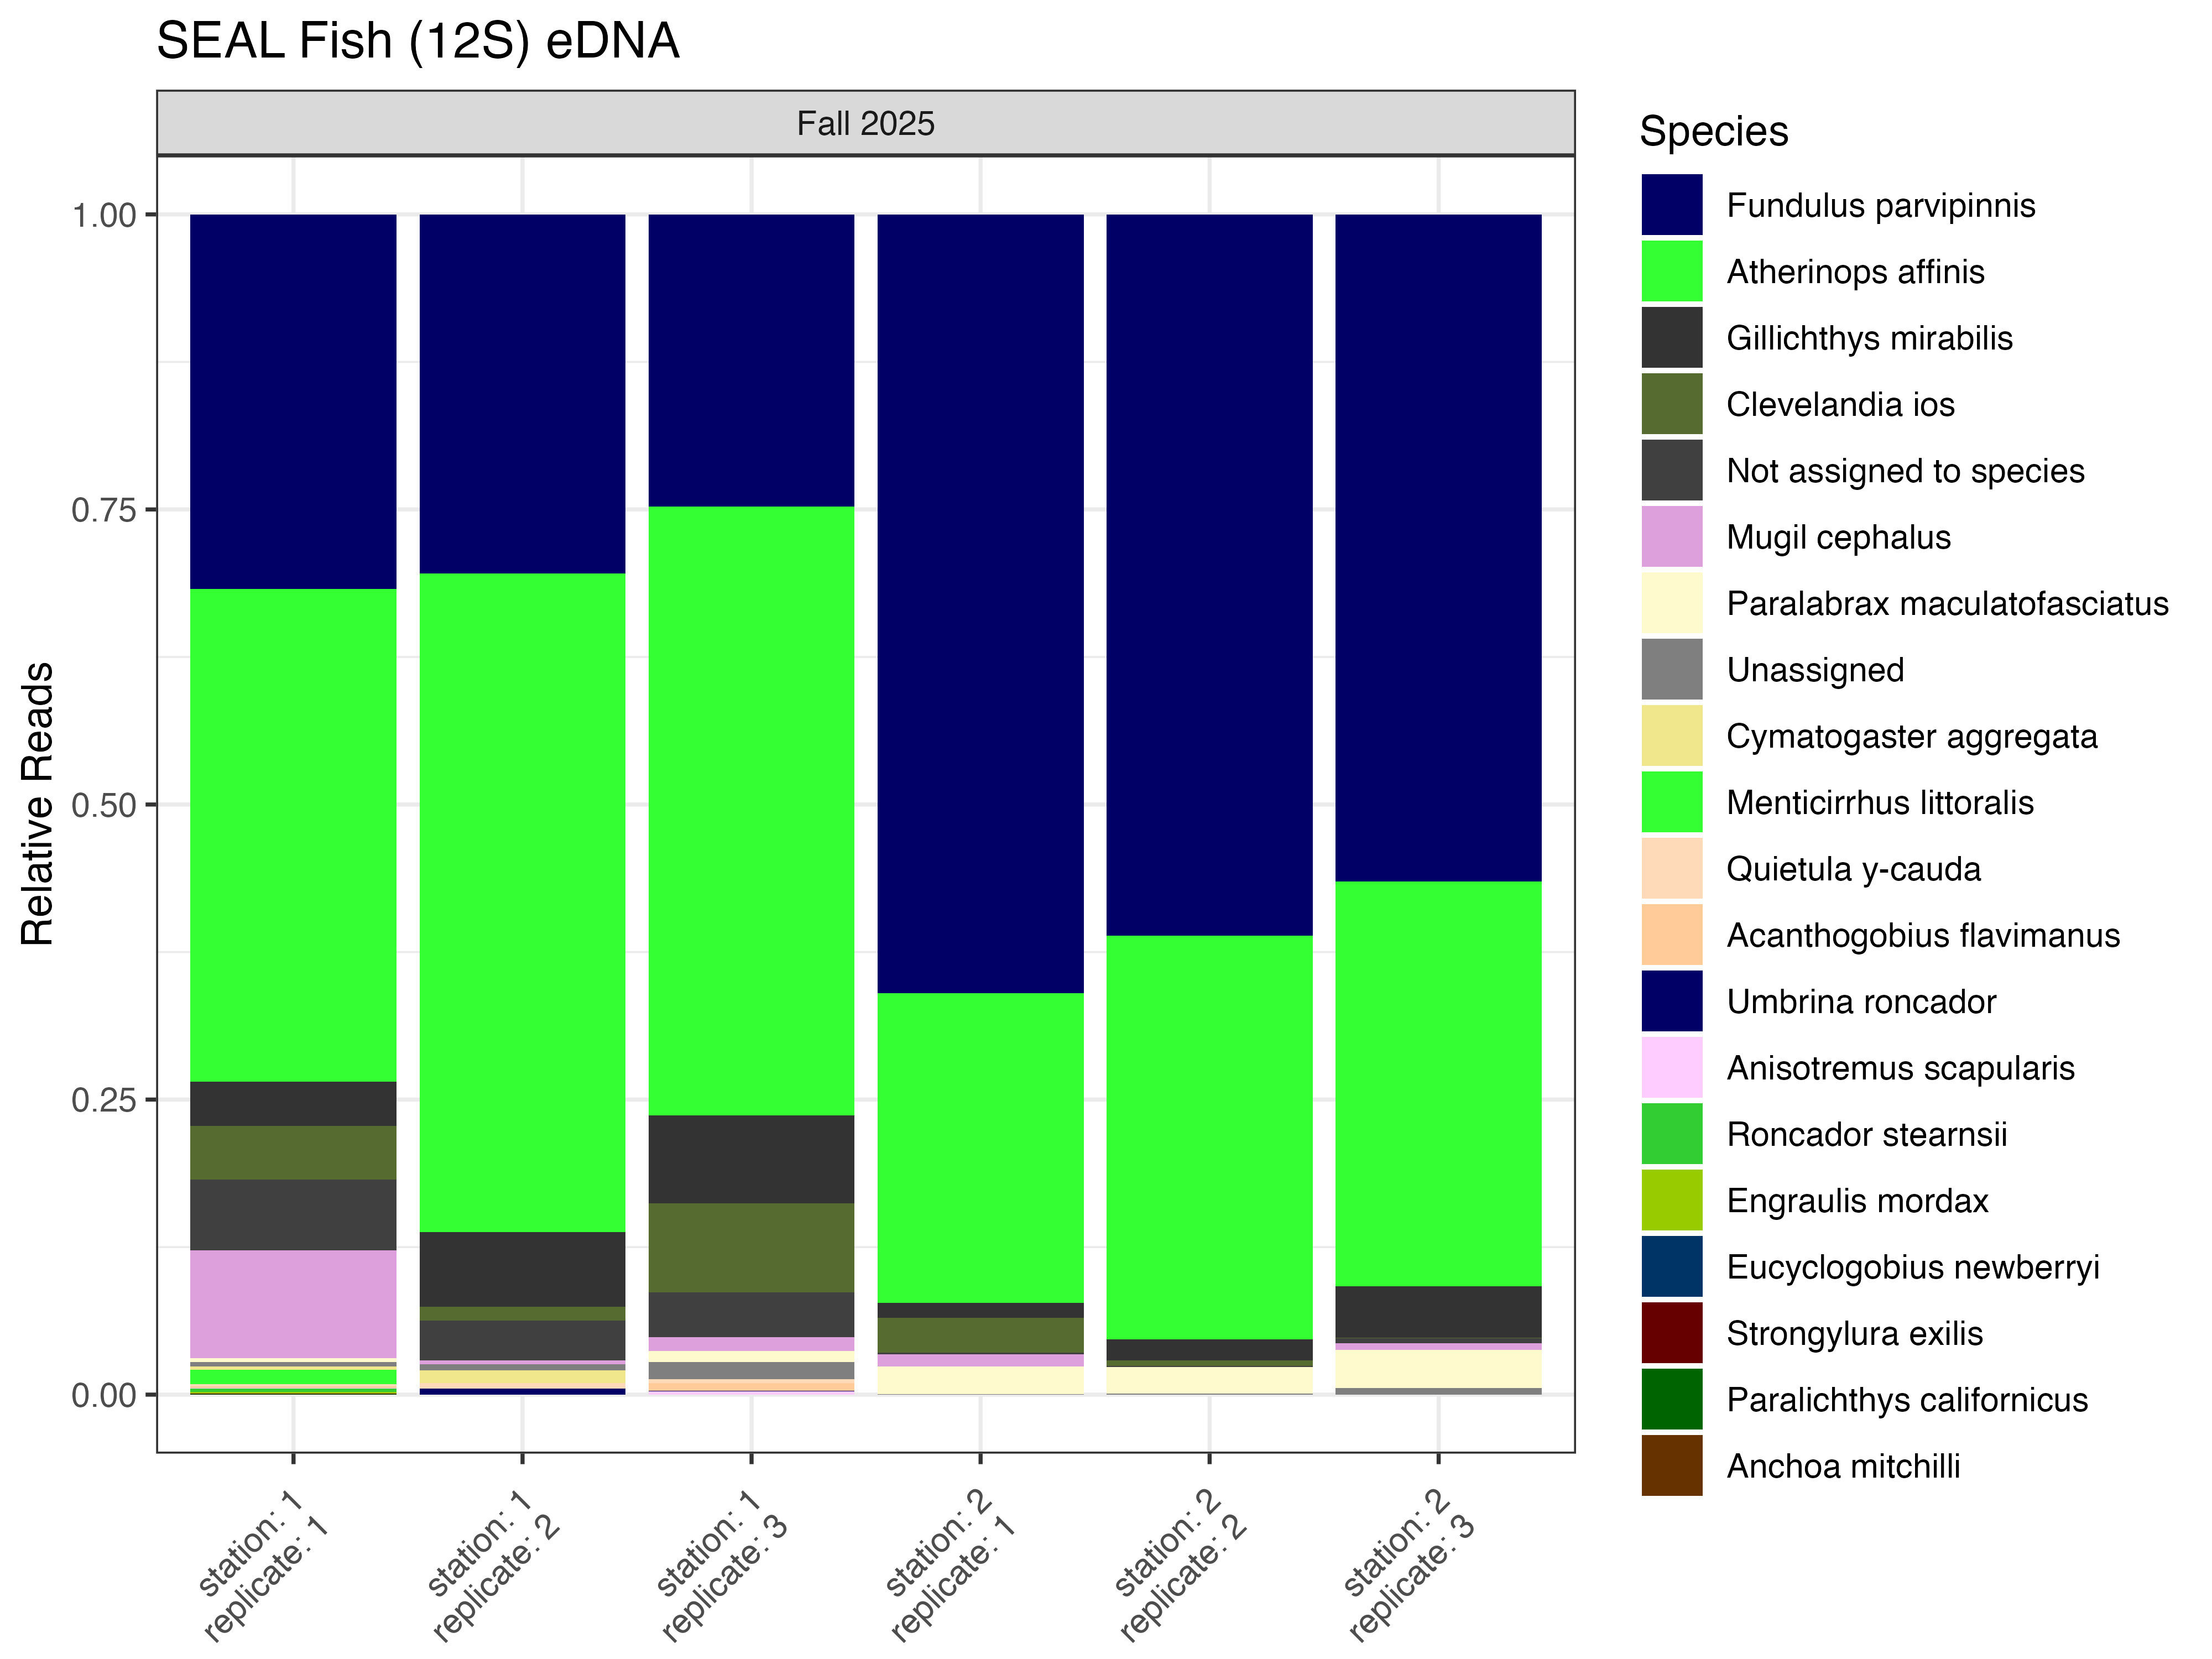 SEAL Fish (12S) eDNA
Fall 2025
Relative Reads
1.00
0.75
0.50
0.25
0.00
station: 1
replicate: 1
station: 1
replicate: 2
station: 1
replicate: 3
station: 2
replicate: 1
station: 2
replicate: 2
station: 2
replicate: 3
Species
Fundulus parvipinnis
Atherinops affinis
Gillichthys mirabilis
Clevelandia ios
Not assigned to species
Mugil cephalus
Paralabrax maculatofasciatus
Unassigned
Cymatogaster aggregata
Menticirrhus littoralis
Quietula y-cauda
Acanthogobius flavimanus
Umbrina roncador
Anisotremus scapularis
Roncador stearnsii
Engraulis mordax
Eucyclogobius newberryi
Strongylura exilis
Paralichthys californicus
Anchoa mitchilli